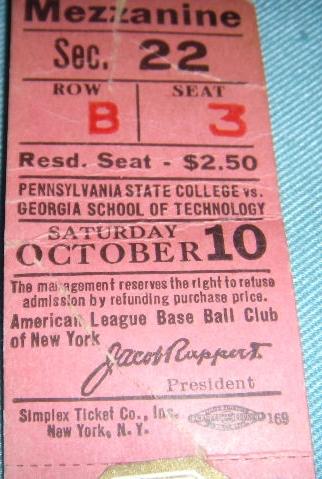 Mezzanine
Sec. 22
ROW SEAT
B 3
Resd. Seat - $2.50
PENNSYLVANIA STATE COLLEGE vs.
GEORGIA SCHOOL OF TECHNOLOGY
SATURDAY
OCTOBER 10
The management reserves the right to refuse
admission by refunding purchase price.
American League Base Ball Club
of New York
Jacob Ruppert
President
Simplex Ticket Co., Inc. 169
New York, N. Y.